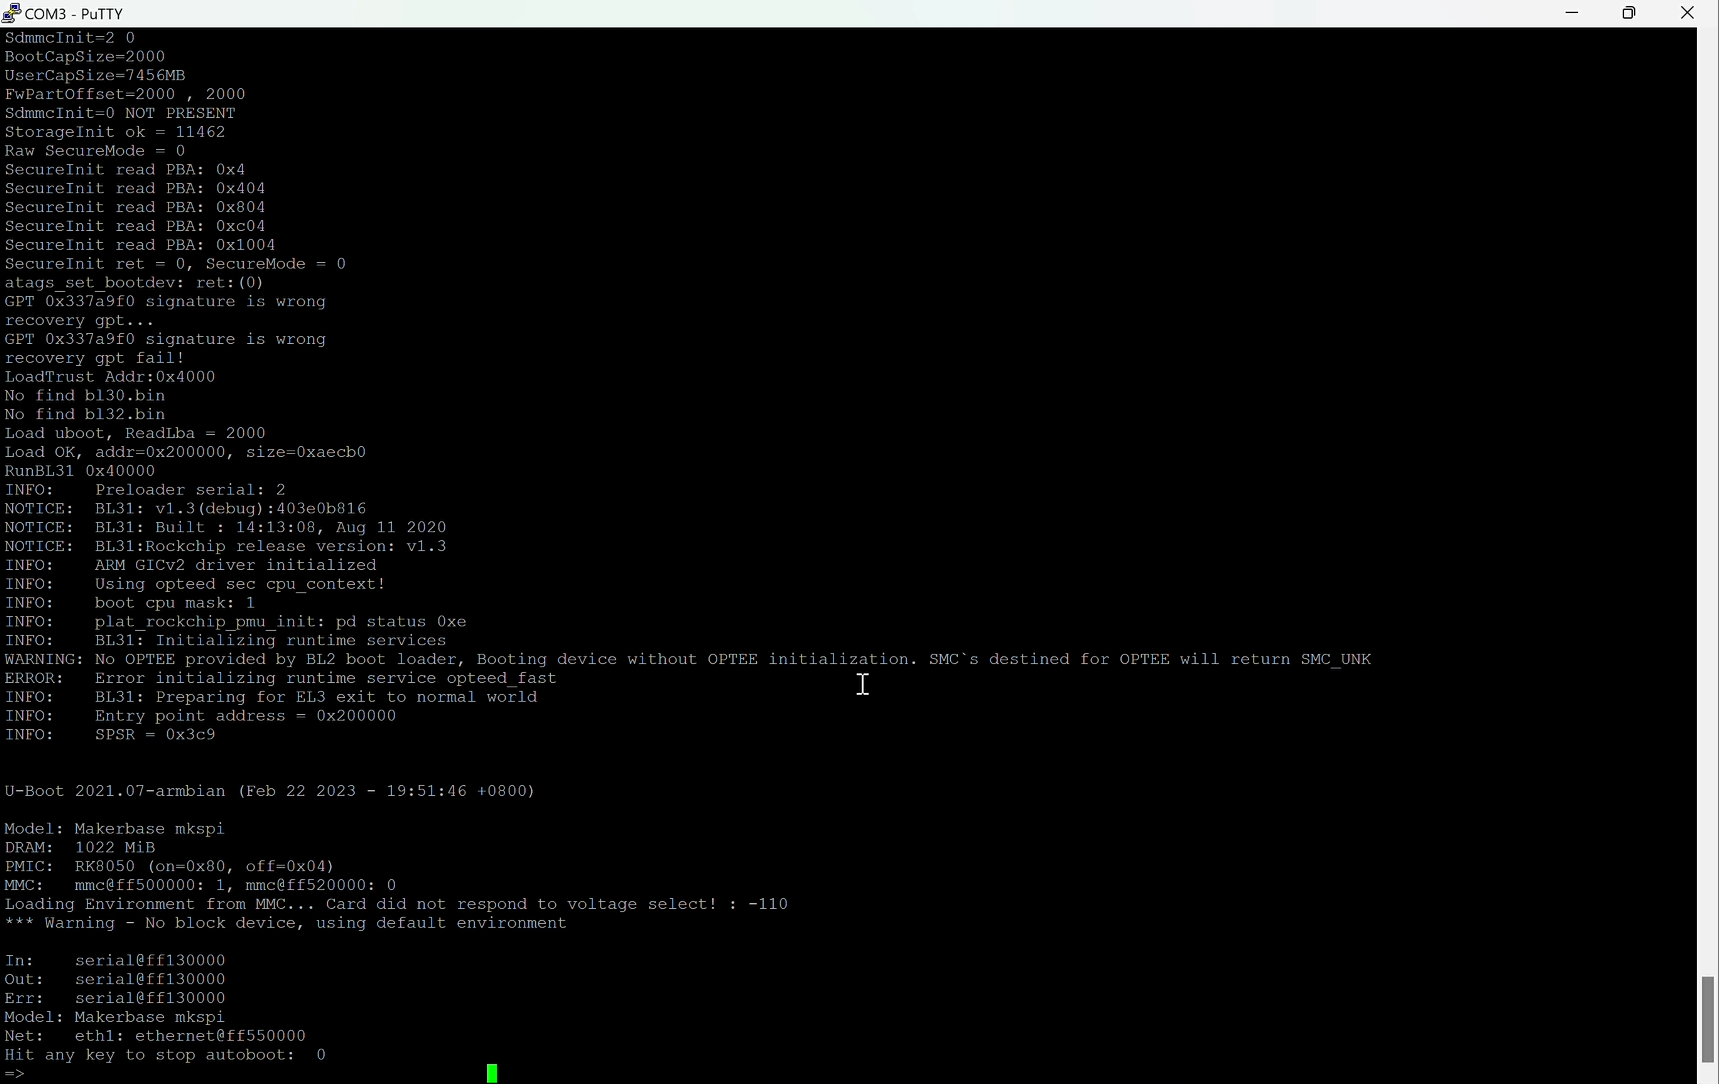 COM3 - PuTTY
SdmmcInit=2 0
BootCapSize=2000
UserCapSize=7456MB
FwPartOffset=2000 , 2000
SdmmcInit=0 NOT PRESENT
StorageInit ok = 11462
Raw SecureMode = 0
SecureInit read PBA: 0x4
SecureInit read PBA: 0x404
SecureInit read PBA: 0x804
SecureInit read PBA: 0xc04
SecureInit read PBA: 0x1004
SecureInit ret = 0, SecureMode = 0
atags_set_bootdev: ret:(0)
GPT 0x337a9f0 signature is wrong
recovery gpt...
GPT 0x337a9f0 signature is wrong
recovery gpt fail!
LoadTrust Addr:0x4000
No find bl30.bin
No find bl32.bin
Load uboot, ReadLba = 2000
Load OK, addr=0x200000, size=0xaecb0
RunBL31 0x40000
INFO:    Preloader serial: 2
NOTICE:  BL31: v1.3(debug):403e0b816
NOTICE:  BL31: Built : 14:13:08, Aug 11 2020
NOTICE:  BL31:Rockchip release version: v1.3
INFO:    ARM GICv2 driver initialized
INFO:    Using opteed sec cpu_context!
INFO:    boot cpu mask: 1
INFO:    plat_rockchip_pmu_init: pd status 0xe
INFO:    BL31: Initializing runtime services
WARNING: No OPTEE provided by BL2 boot loader, Booting device without OPTEE initialization. SMC`s destined for OPTEE will return SMC_UNK
ERROR:   Error initializing runtime service opteed_fast
INFO:    BL31: Preparing for EL3 exit to normal world
INFO:    Entry point address = 0x200000
INFO:    SPSR = 0x3c9
U-Boot 2021.07-armbian (Feb 22 2023 - 19:51:46 +0800)
Model: Makerbase mkspi
DRAM:  1022 MiB
PMIC:  RK8050 (on=0x80, off=0x04)
MMC:   mmc@ff500000: 1, mmc@ff520000: 0
Loading Environment from MMC... Card did not respond to voltage select! : -110
*** Warning - No block device, using default environment
In:    serial@ff130000
Out:   serial@ff130000
Err:   serial@ff130000
Model: Makerbase mkspi
Net:   eth1: ethernet@ff550000
Hit any key to stop autoboot:  0
=>